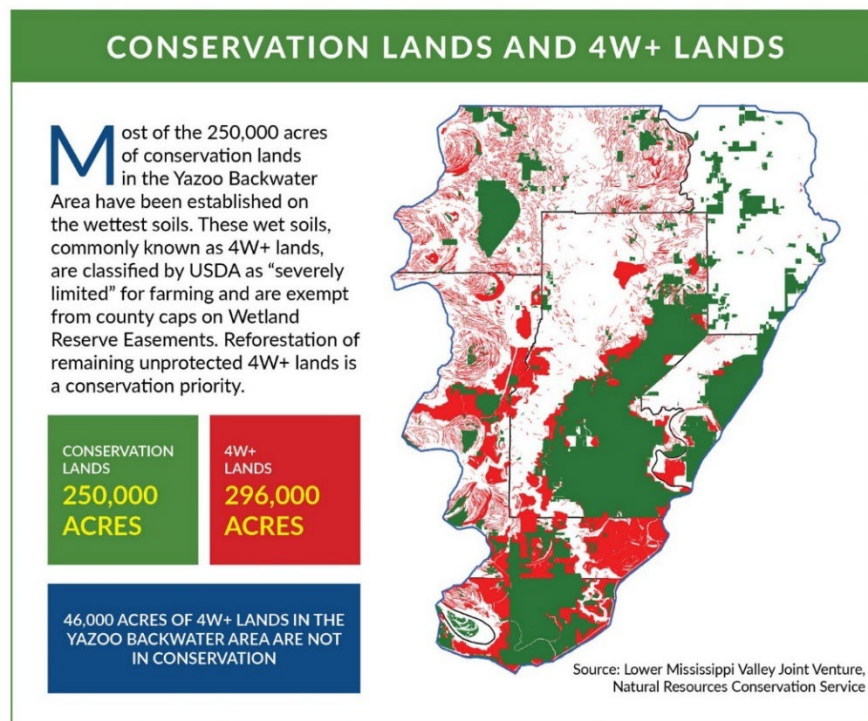 CONSERVATION LANDS AND 4W+ LANDS
Most of the 250,000 acres
of conservation lands
in the Yazoo Backwater
Area have been established on
the wettest soils. These wet soils,
commonly known as 4W+ lands,
are classified by USDA as “severely
limited” for farming and are exempt
from county caps on Wetland
Reserve Easements. Reforestation of
remaining unprotected 4W+ lands is
a conservation priority.
CONSERVATION
LANDS
250,000
ACRES
4W+
LANDS
296,000
ACRES
46,000 ACRES OF 4W+ LANDS IN THE
YAZOO BACKWATER AREA ARE NOT
IN CONSERVATION
Source: Lower Mississippi Valley Joint Venture,
Natural Resources Conservation Service